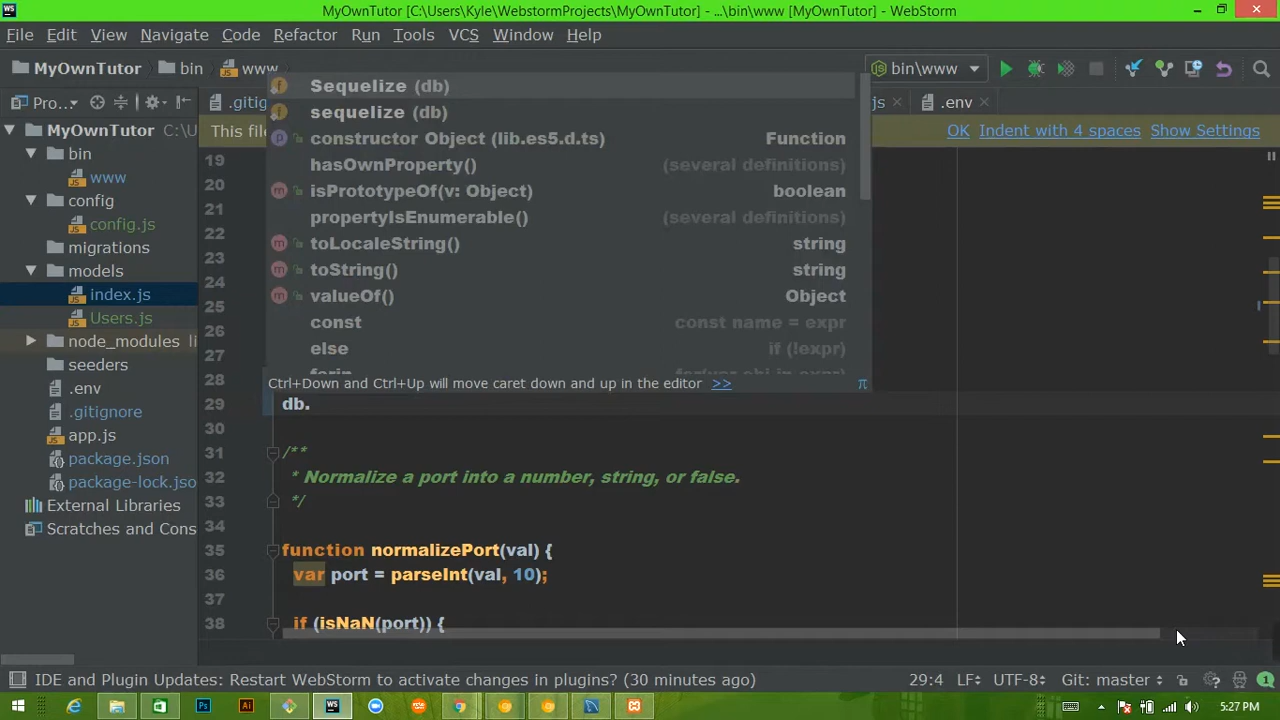 MyOwnTutor [C:\Users\Kyle\WebstormProjects\MyOwnTutor] - ...\bin\www [MyOwnTutor] - WebStorm
File Edit View Navigate Code Refactor Run Tools VCS Window Help
MyOwnTutor bin www bin\www
Pro... .gitig js .env
This file OK Indent with 4 spaces Show Settings
Sequelize (db)
sequelize (db)
constructor Object (lib.es5.d.ts) Function
hasOwnProperty() (several definitions)
isPrototypeOf(v: Object) boolean
propertyIsEnumerable() (several definitions)
toLocaleString() string
toString() string
valueOf() Object
const const name = expr
else if (!expr)
Ctrl+Down and Ctrl+Up will move caret down and up in the editor >> π
MyOwnTutor C:\U
bin
www
config
config.js
migrations
models
index.js
Users.js
node_modules
seeders
.env
.gitignore
app.js
package.json
package-lock.jso
External Libraries
Scratches and Cons
19
20
21
22
23
24
25
26
27
28
29 db.
30
31 /**
32 * Normalize a port into a number, string, or false.
33 */
34
35 function normalizePort(val) {
36 var port = parseInt(val, 10);
37
38 if (isNaN(port)) {
IDE and Plugin Updates: Restart WebStorm to activate changes in plugins? (30 minutes ago) 29:4 LF UTF-8 Git: master 1
5:27 PM